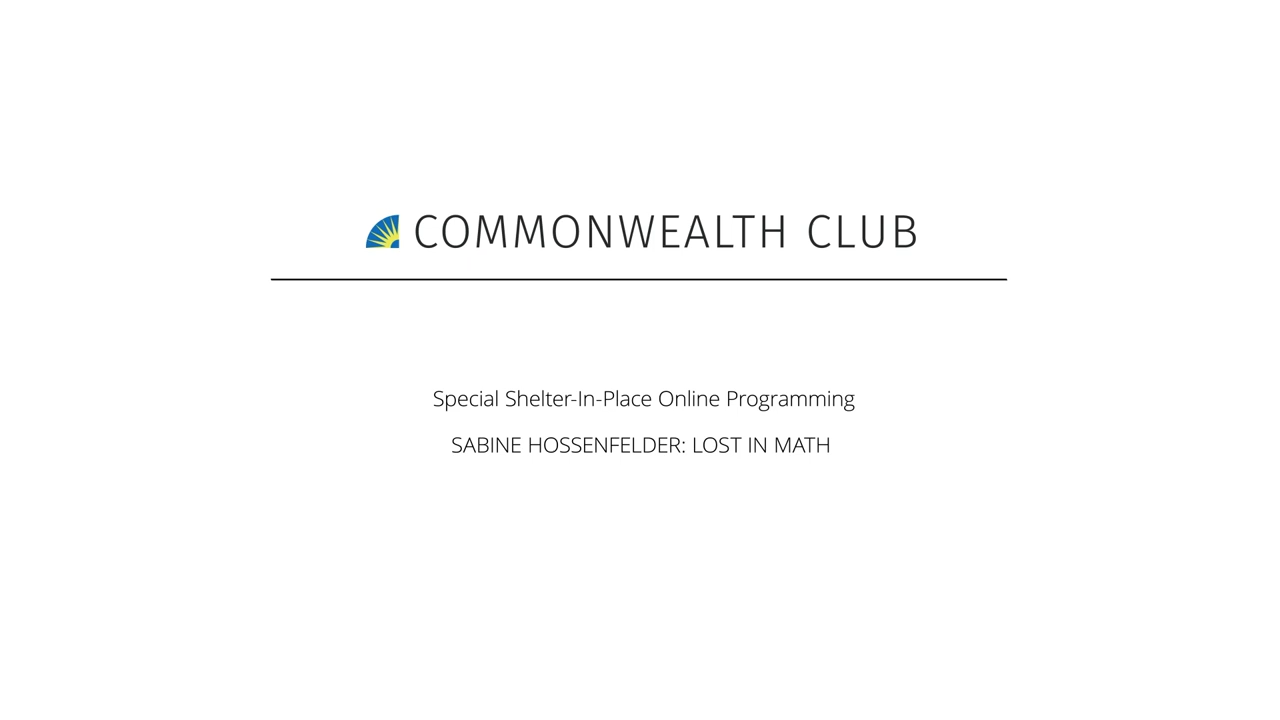 COMMONWEALTH CLUB
Special Shelter-In-Place Online Programming
SABINE HOSSENFELDER: LOST IN MATH